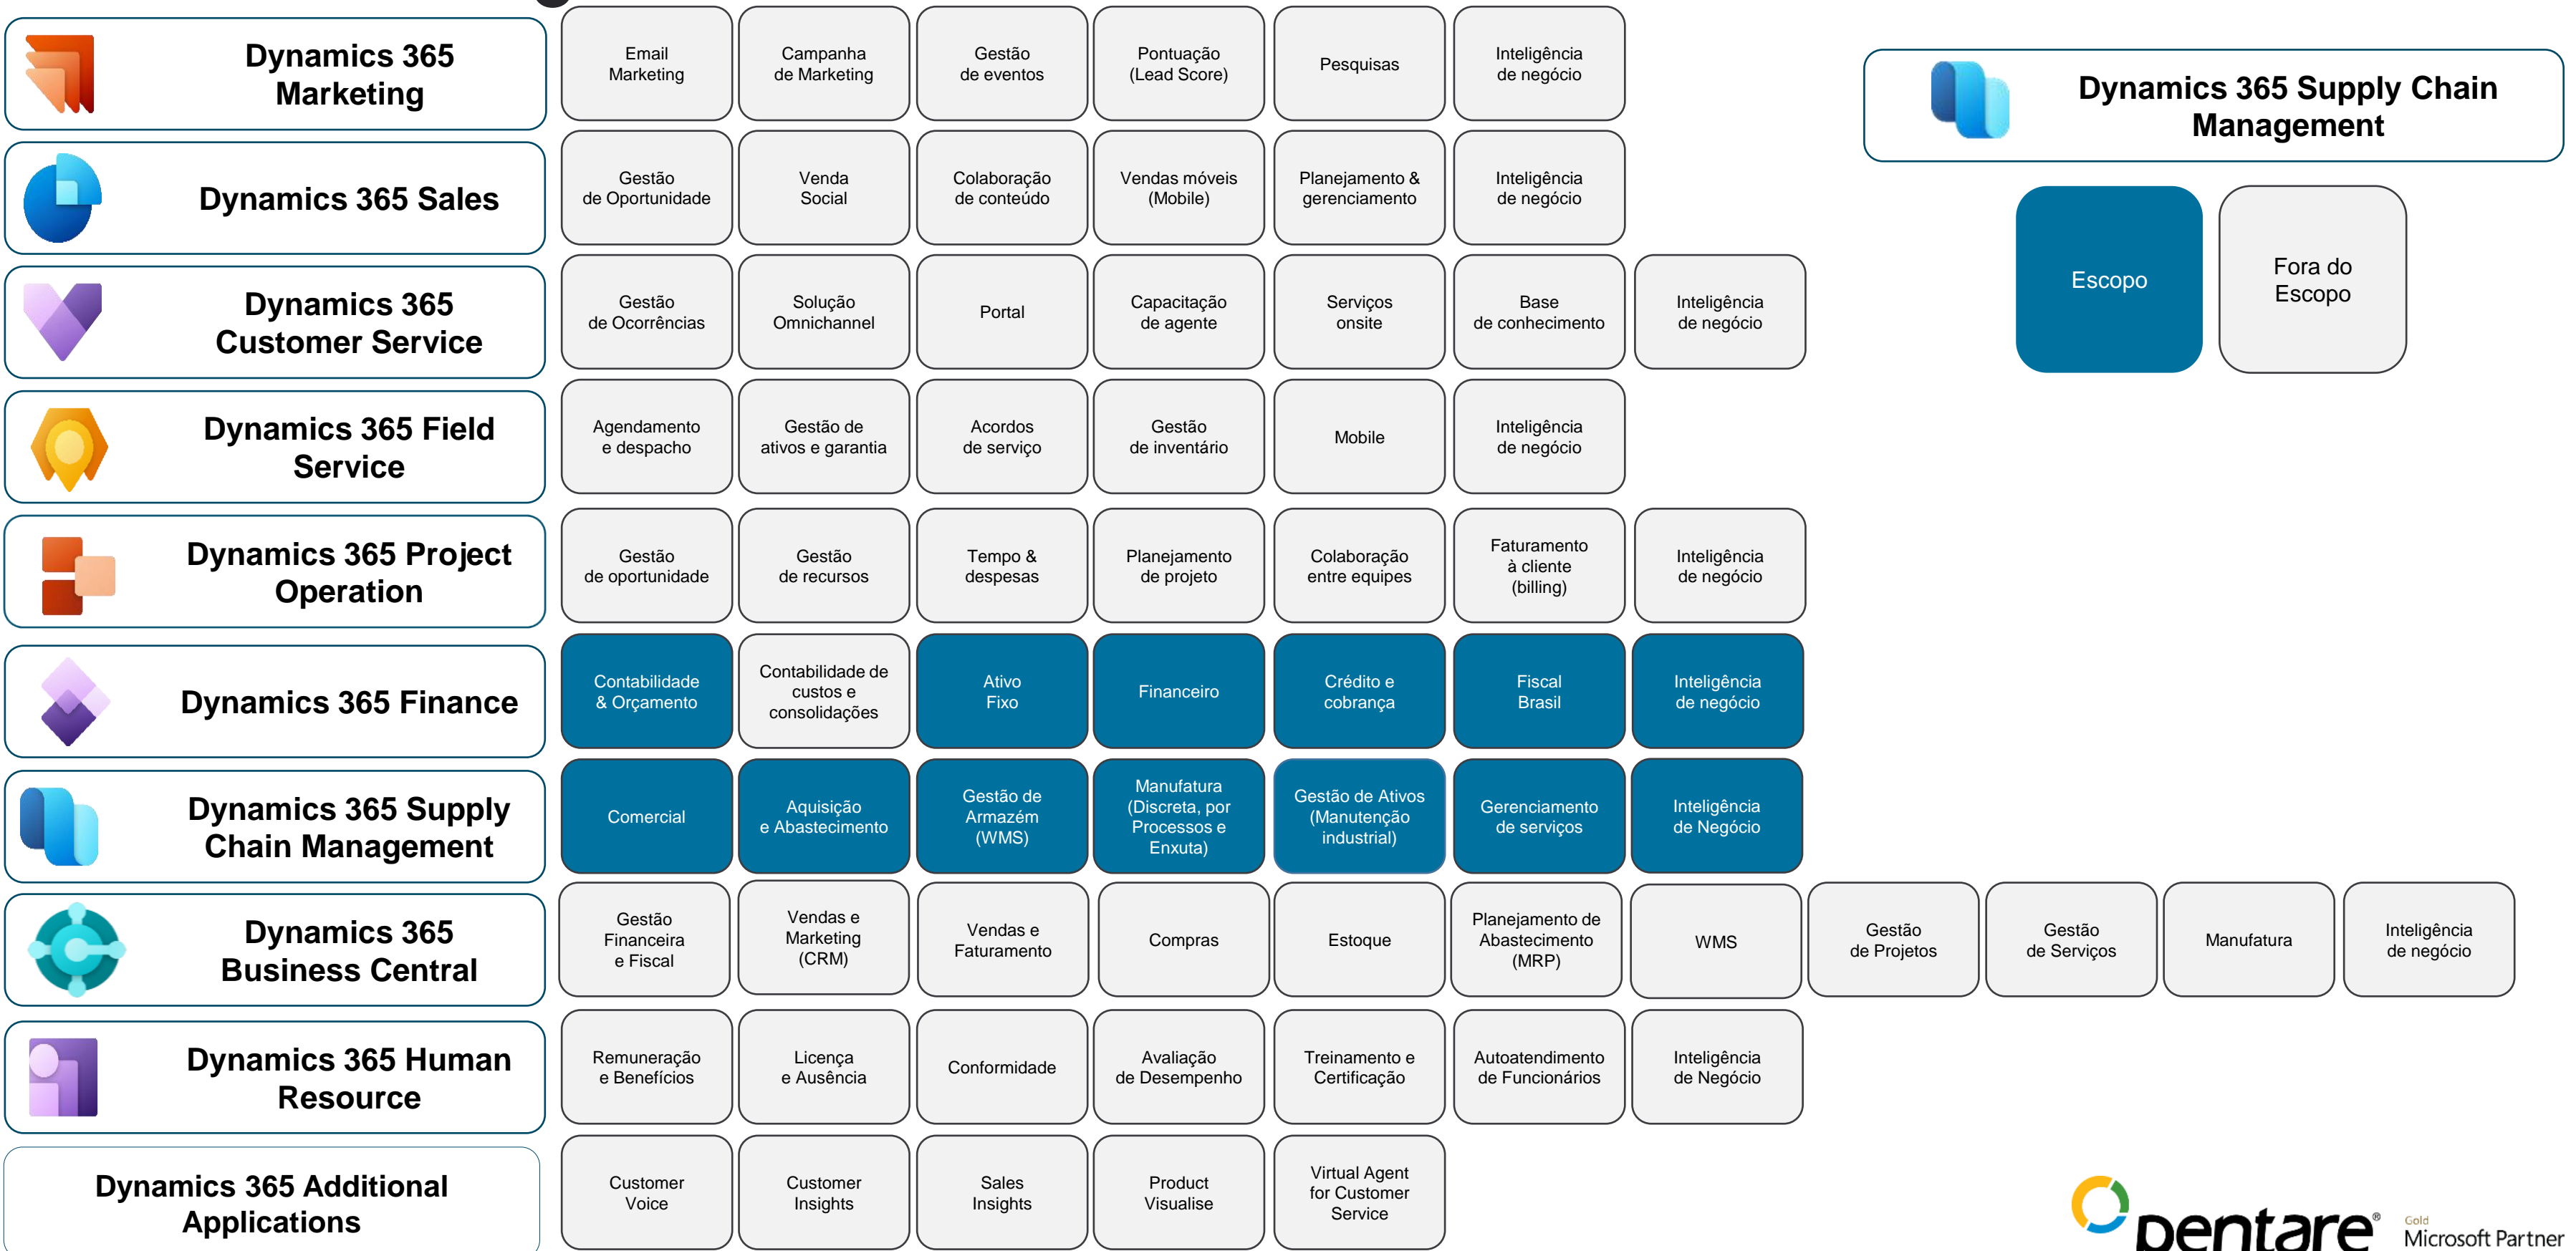 Dynamics 365
Marketing
Email
Marketing
Campanha
de Marketing
Gestão
de eventos
Pontuação
(Lead Score)
Pesquisas
Inteligência
de negócio
Dynamics 365 Supply Chain
Management
Escopo
Fora do
Escopo
Dynamics 365 Sales
Gestão
de Oportunidade
Venda
Social
Colaboração
de conteúdo
Vendas móveis
(Mobile)
Planejamento &
gerenciamento
Inteligência
de negócio
Dynamics 365
Customer Service
Gestão
de Ocorrências
Solução
Omnichannel
Portal
Capacitação
de agente
Serviços
onsite
Base
de conhecimento
Inteligência
de negócio
Dynamics 365 Field
Service
Agendamento
e despacho
Gestão de
ativos e garantia
Acordos
de serviço
Gestão
de inventário
Mobile
Inteligência
de negócio
Dynamics 365 Project
Operation
Gestão
de oportunidade
Gestão
de recursos
Tempo &
despesas
Planejamento
de projeto
Colaboração
entre equipes
Faturamento
à cliente
(billing)
Inteligência
de negócio
Dynamics 365 Finance
Contabilidade
& Orçamento
Contabilidade de
custos e
consolidações
Ativo
Fixo
Financeiro
Crédito e
cobrança
Fiscal
Brasil
Inteligência
de negócio
Dynamics 365 Supply
Chain Management
Comercial
Aquisição
e Abastecimento
Gestão de
Armazém
(WMS)
Manufatura
(Discreta, por
Processos e
Enxuta)
Gestão de Ativos
(Manutenção
industrial)
Gerenciamento
de serviços
Inteligência
de Negócio
Dynamics 365
Business Central
Gestão
Financeira
e Fiscal
Vendas e
Marketing
(CRM)
Vendas e
Faturamento
Compras
Estoque
Planejamento de
Abastecimento
(MRP)
WMS
Gestão
de Projetos
Gestão
de Serviços
Manufatura
Inteligência
de negócio
Dynamics 365 Human
Resource
Remuneração
e Benefícios
Licença
e Ausência
Conformidade
Avaliação
de Desempenho
Treinamento e
Certificação
Autoatendimento
de Funcionários
Inteligência
de Negócio
Dynamics 365 Additional
Applications
Customer
Voice
Customer
Insights
Sales
Insights
Product
Visualise
Virtual Agent
for Customer
Service
pentare®
Gold
Microsoft Partner